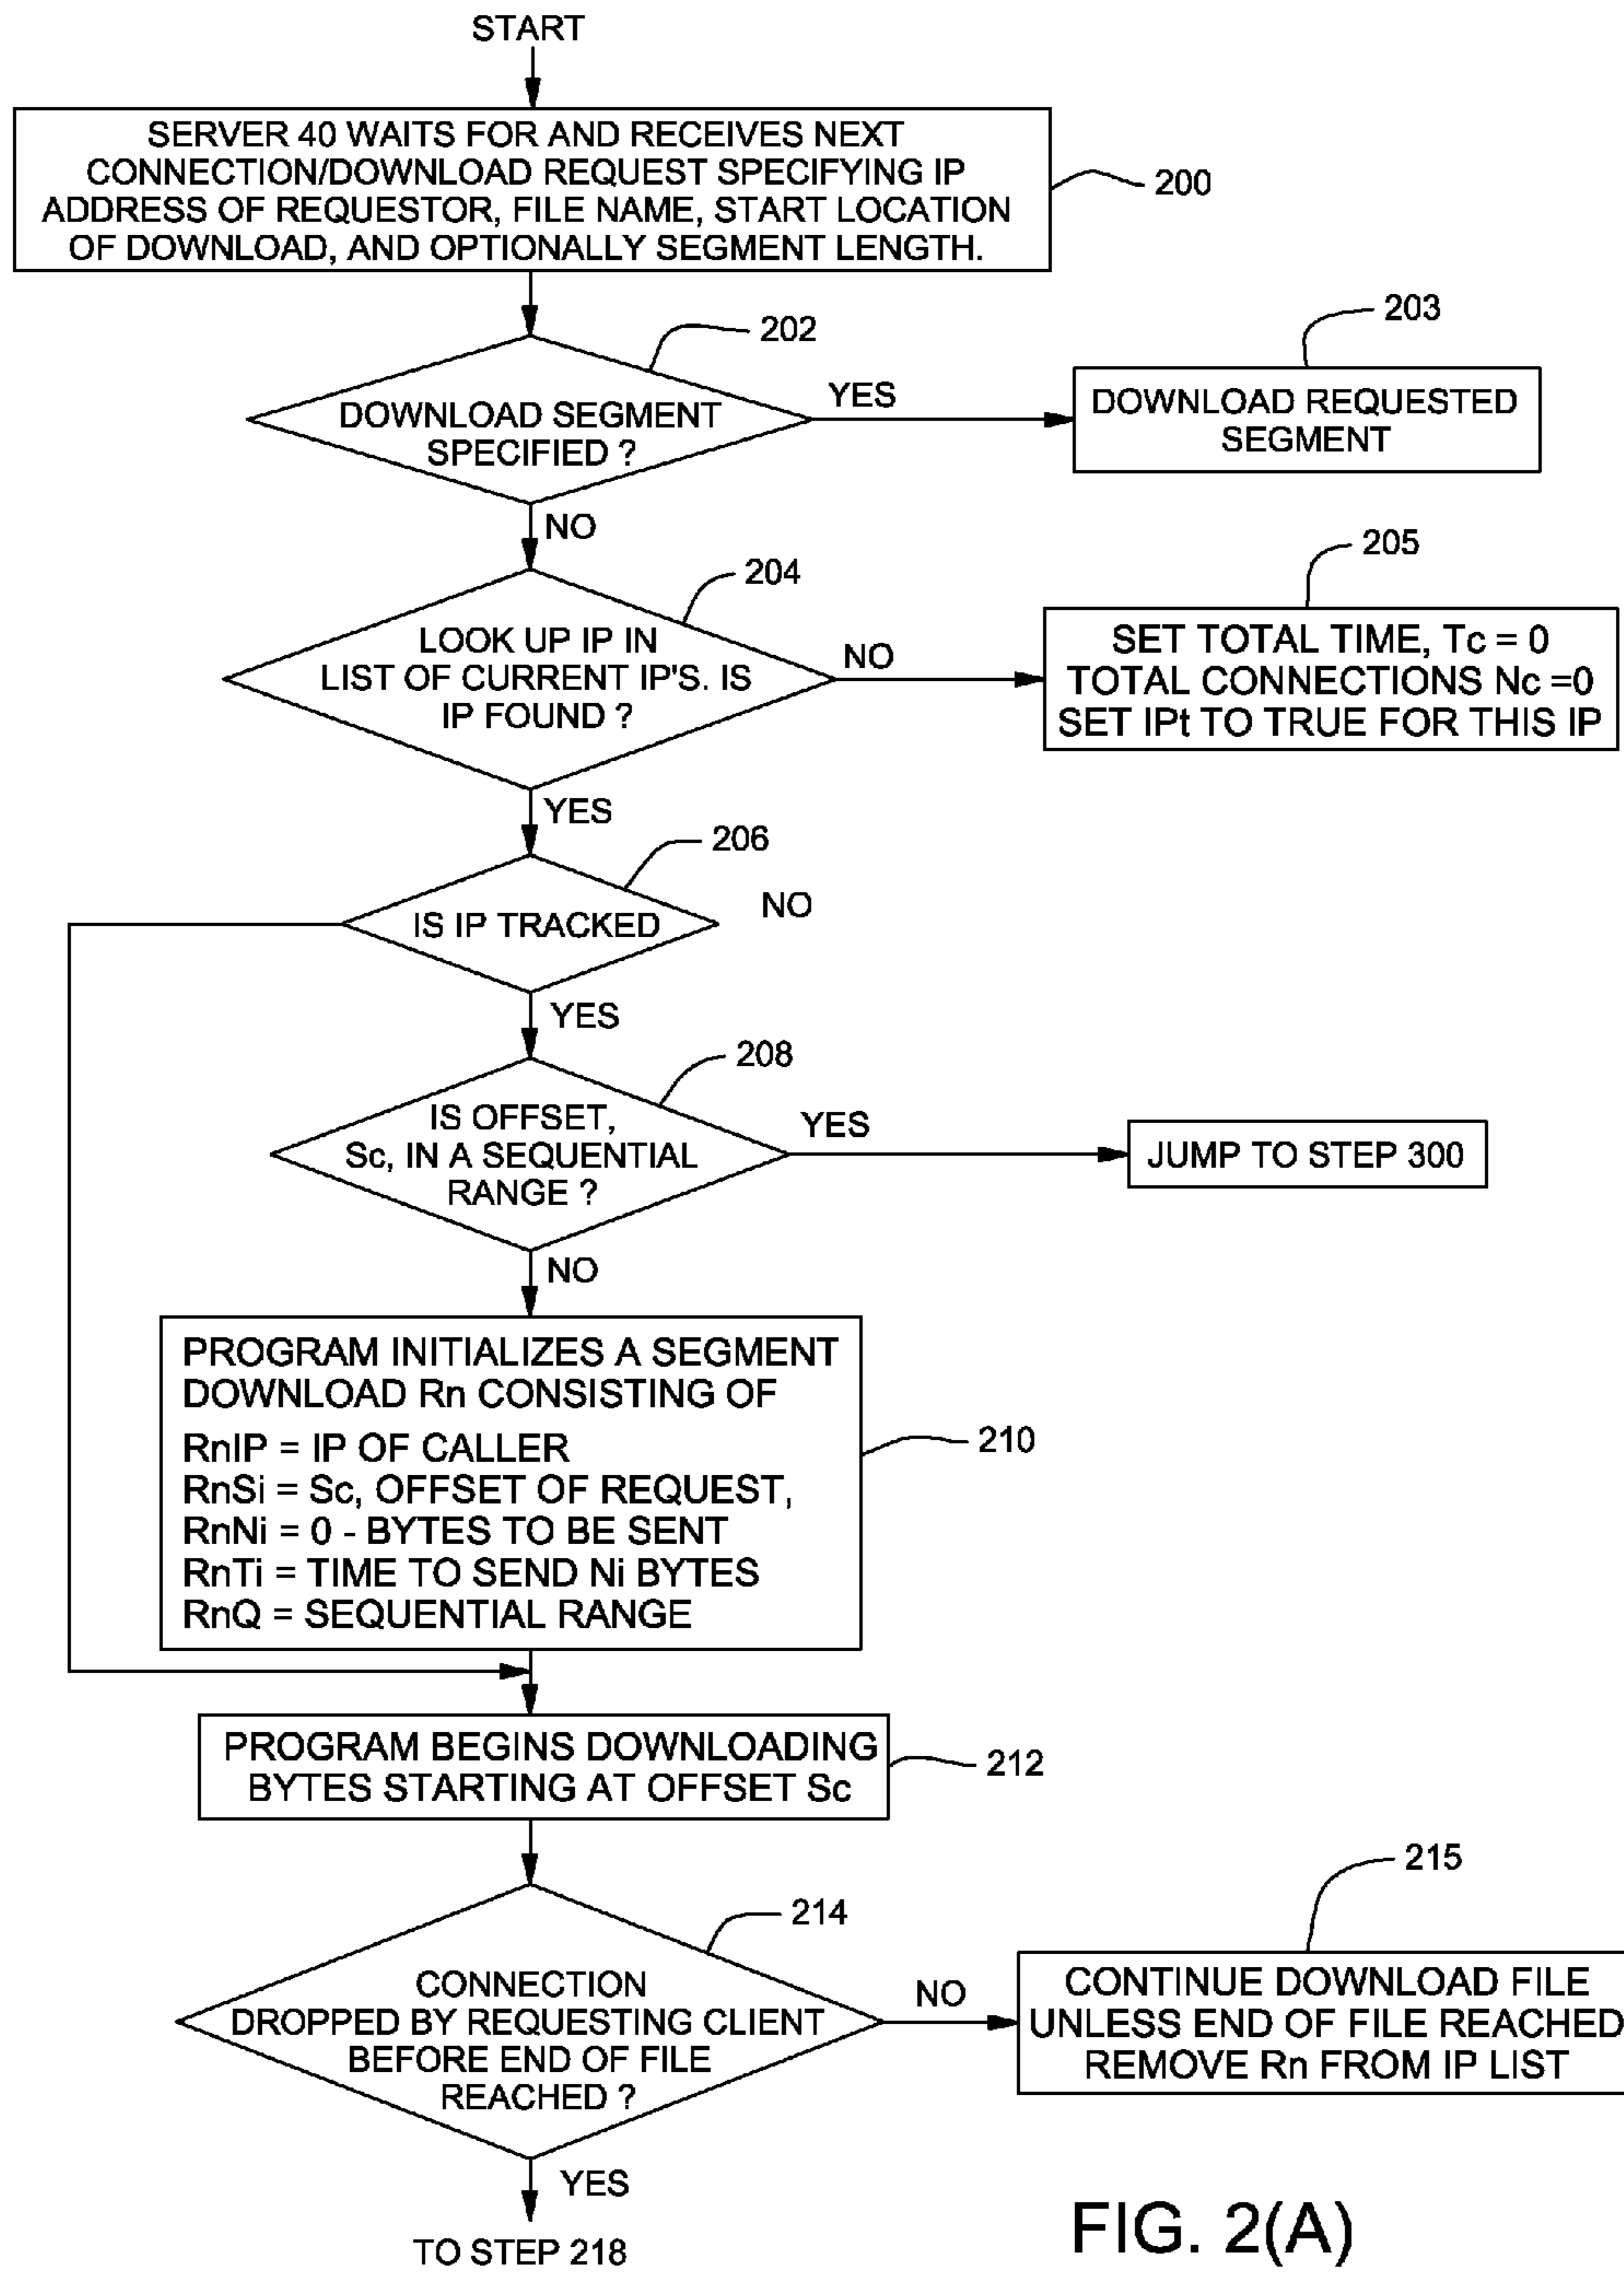 START
SERVER 40 WAITS FOR AND RECEIVES NEXT
CONNECTION/DOWNLOAD REQUEST SPECIFYING IP
ADDRESS OF REQUESTOR, FILE NAME, START LOCATION
OF DOWNLOAD, AND OPTIONALLY SEGMENT LENGTH.
200
202
DOWNLOAD SEGMENT
SPECIFIED ?
YES
203
DOWNLOAD REQUESTED
SEGMENT
NO
204
LOOK UP IP IN
LIST OF CURRENT IP'S. IS
IP FOUND ?
NO
205
SET TOTAL TIME, Tc = 0
TOTAL CONNECTIONS Nc =0
SET IPt TO TRUE FOR THIS IP
YES
206
IS IP TRACKED
NO
YES
208
IS OFFSET,
Sc, IN A SEQUENTIAL
RANGE ?
YES
JUMP TO STEP 300
NO
PROGRAM INITIALIZES A SEGMENT
DOWNLOAD Rn CONSISTING OF
RnIP = IP OF CALLER
RnSi = Sc, OFFSET OF REQUEST,
RnNi = 0 - BYTES TO BE SENT
RnTi = TIME TO SEND Ni BYTES
RnQ = SEQUENTIAL RANGE
210
PROGRAM BEGINS DOWNLOADING
BYTES STARTING AT OFFSET Sc
212
214
CONNECTION
DROPPED BY REQUESTING CLIENT
BEFORE END OF FILE
REACHED ?
NO
215
CONTINUE DOWNLOAD FILE
UNLESS END OF FILE REACHED
REMOVE Rn FROM IP LIST
YES
TO STEP 218
FIG. 2(A)